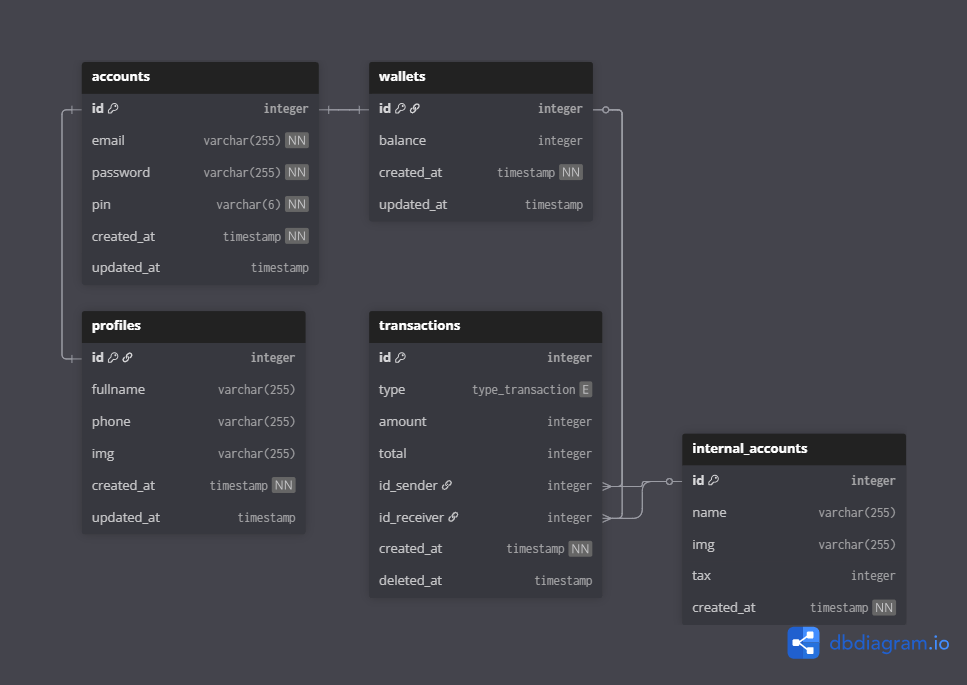 accounts
id integer
email varchar(255) NN
password varchar(255) NN
pin varchar(6) NN
created_at timestamp NN
updated_at timestamp
wallets
id integer
balance integer
created_at timestamp NN
updated_at timestamp
profiles
id integer
fullname varchar(255)
phone varchar(255)
img varchar(255)
created_at timestamp NN
updated_at timestamp
transactions
id integer
type type_transaction E
amount integer
total integer
id_sender integer
id_receiver integer
created_at timestamp NN
deleted_at timestamp
internal_accounts
id integer
name varchar(255)
img varchar(255)
tax integer
created_at timestamp NN
dbdiagram.io